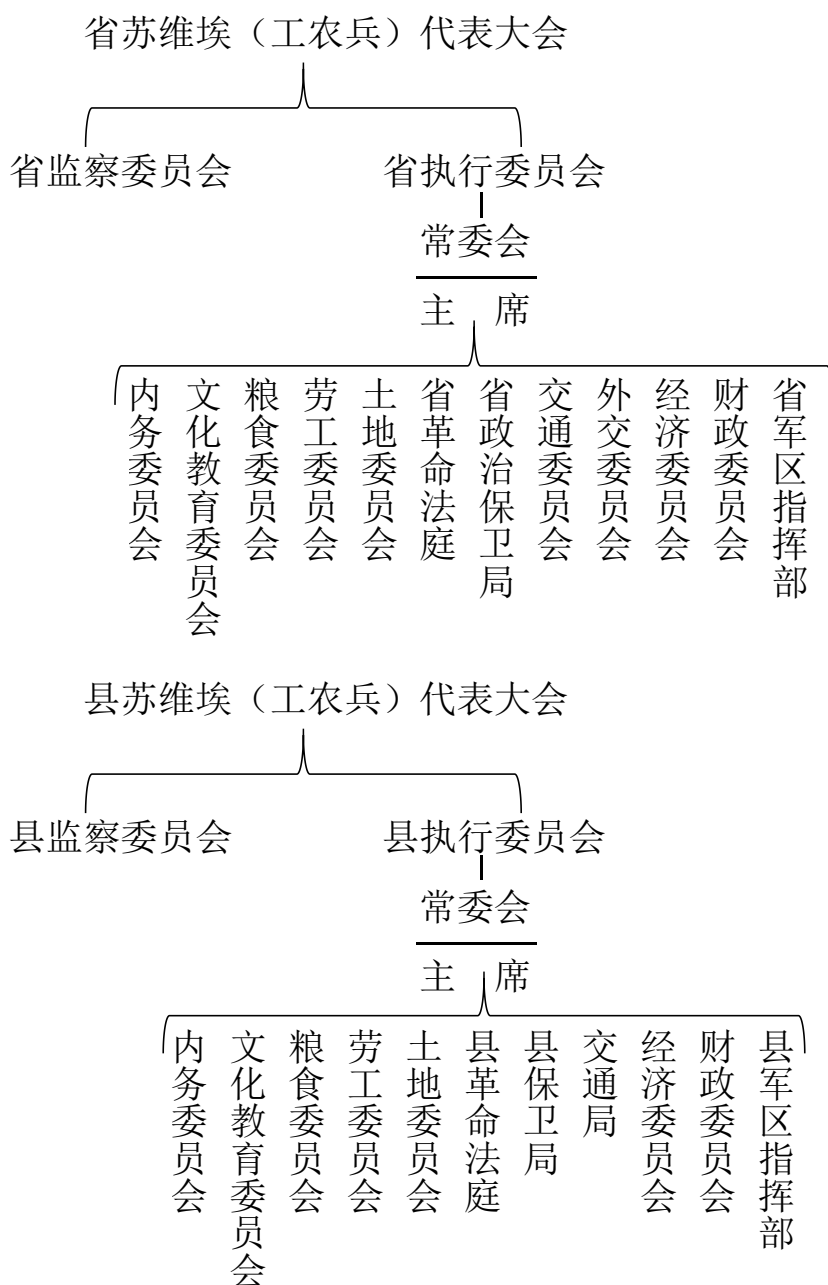 省苏维埃（工农兵）代表大会
省监察委员会
省执行委员会
常委会
主 席
内务委员会
文化教育委员会
粮食委员会
劳工委员会
土地委员会
省革命法庭
省政治保卫局
交通委员会
外交委员会
经济委员会
财政委员会
省军区指挥部
县苏维埃（工农兵）代表大会
县监察委员会
县执行委员会
常委会
主 席
内务委员会
文化教育委员会
粮食委员会
劳工委员会
土地委员会
县革命法庭
县保卫局
交通局
经济委员会
财政委员会
县军区指挥部